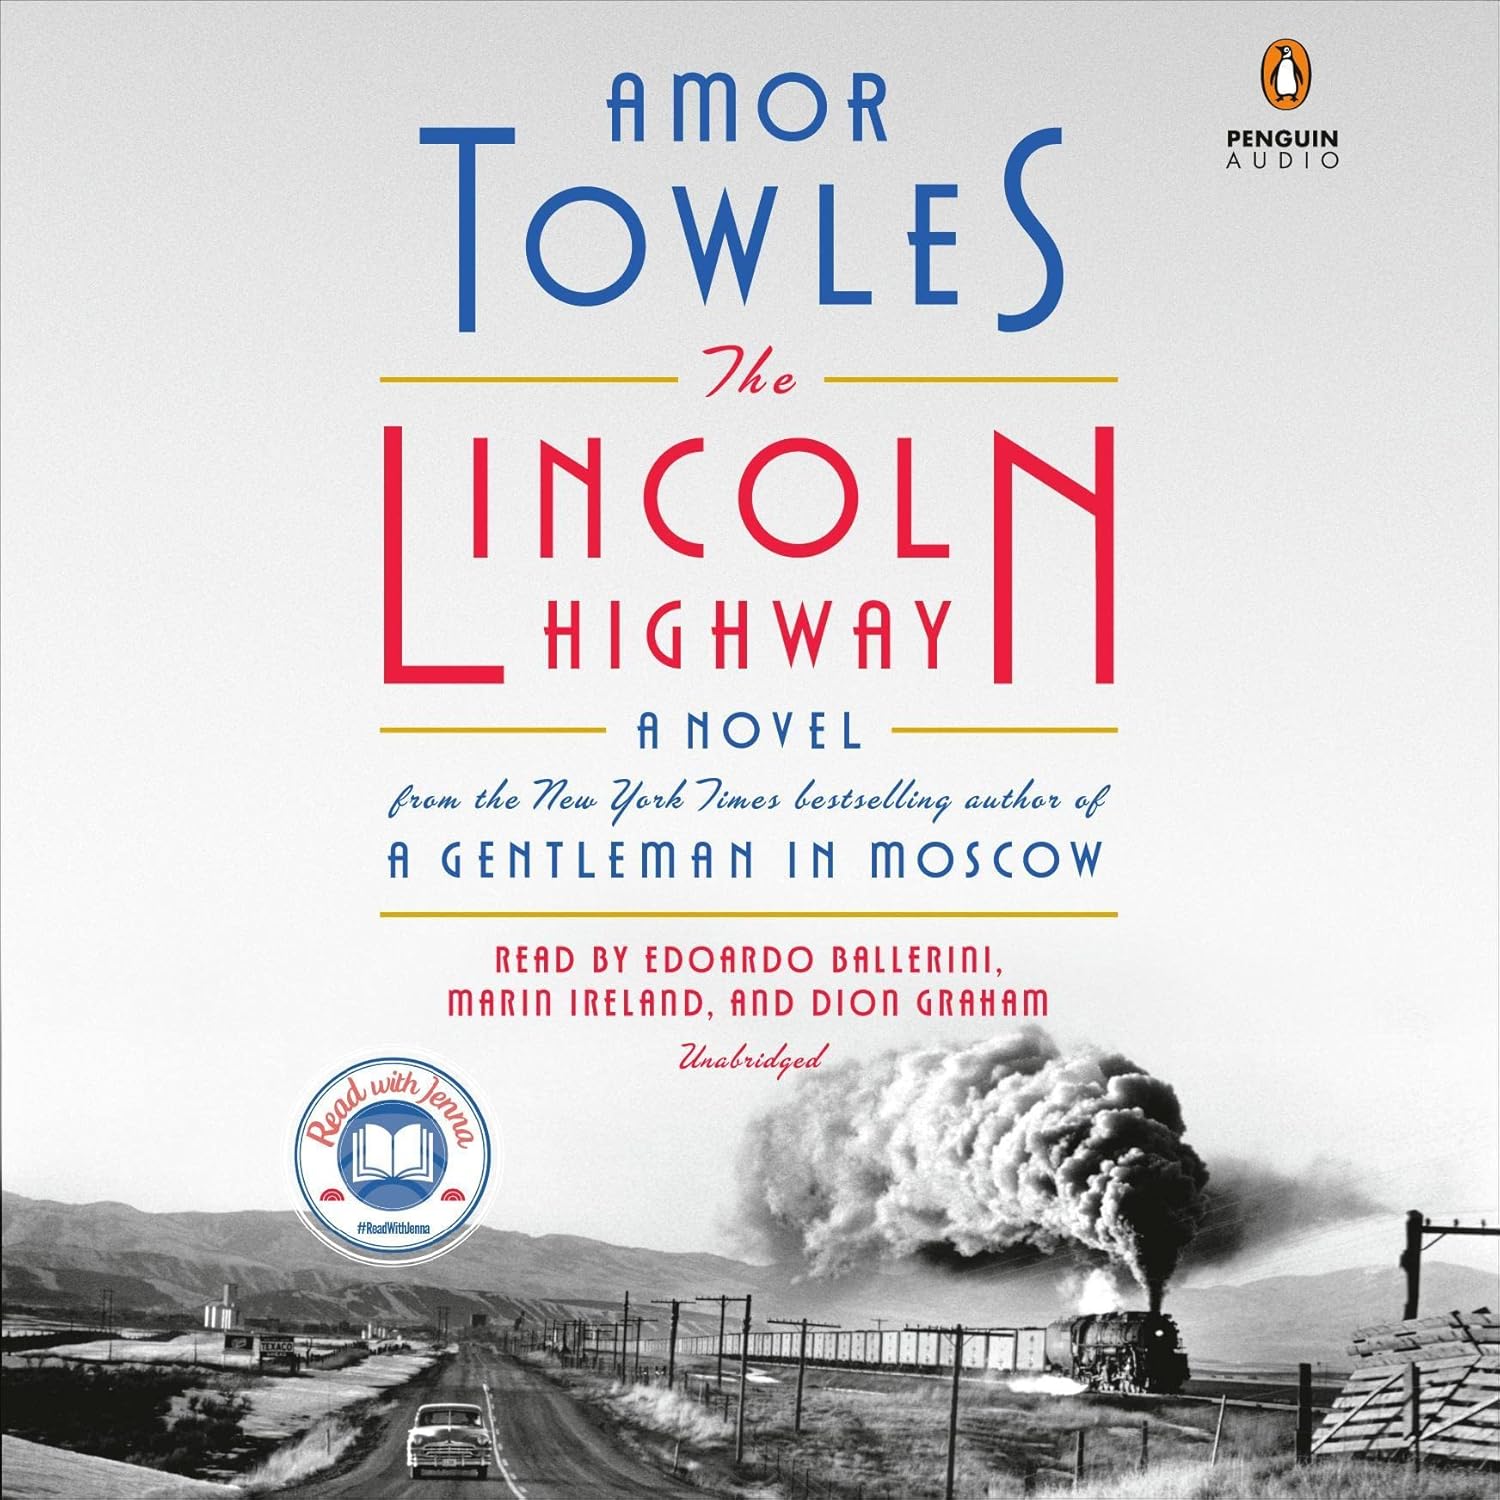 AMOR
TOWLES
PENGUIN
AUDIO
The
LINCOLN
HIGHWAY
A NOVEL
from the New York Times bestselling author of
A GENTLEMAN IN MOSCOW
READ BY EDOARDO BALLERINI,
MARIN IRELAND, AND DION GRAHAM
Unabridged
Read with Jenna
#ReadWithJenna
TEXACO